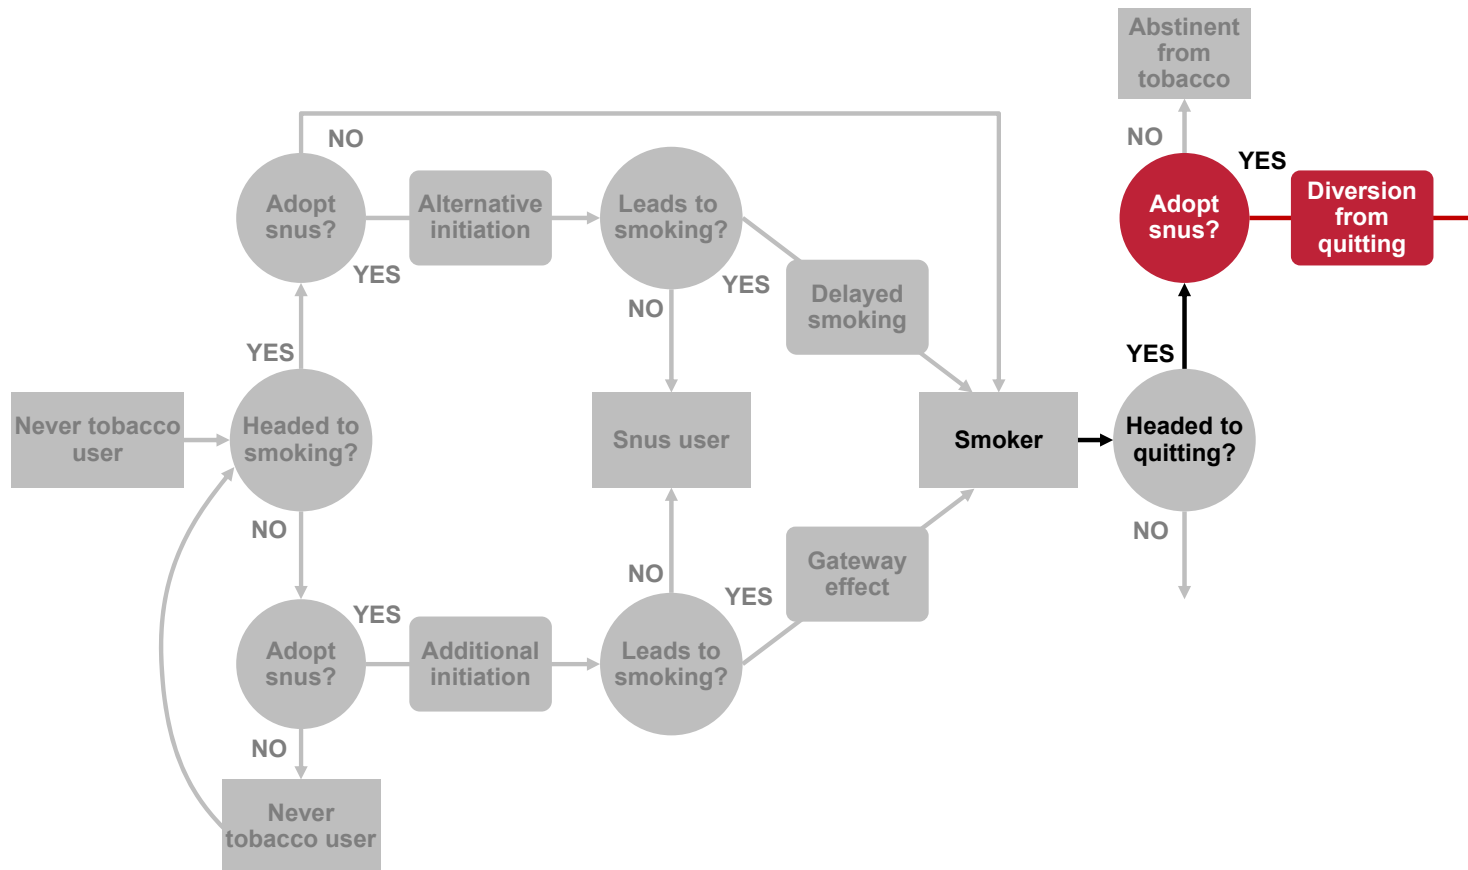 Abstinent
from
tobacco
NO
NO
YES
Adopt
snus?
Alternative
initiation
Leads to
smoking?
Adopt
snus?
Diversion
from
quitting
YES
YES
NO
Delayed
smoking
YES
YES
Never tobacco
user
Headed to
smoking?
Snus user
Smoker
Headed to
quitting?
NO
NO
NO
YES
Gateway
effect
YES
Adopt
snus?
Additional
initiation
Leads to
smoking?
NO
Never
tobacco user